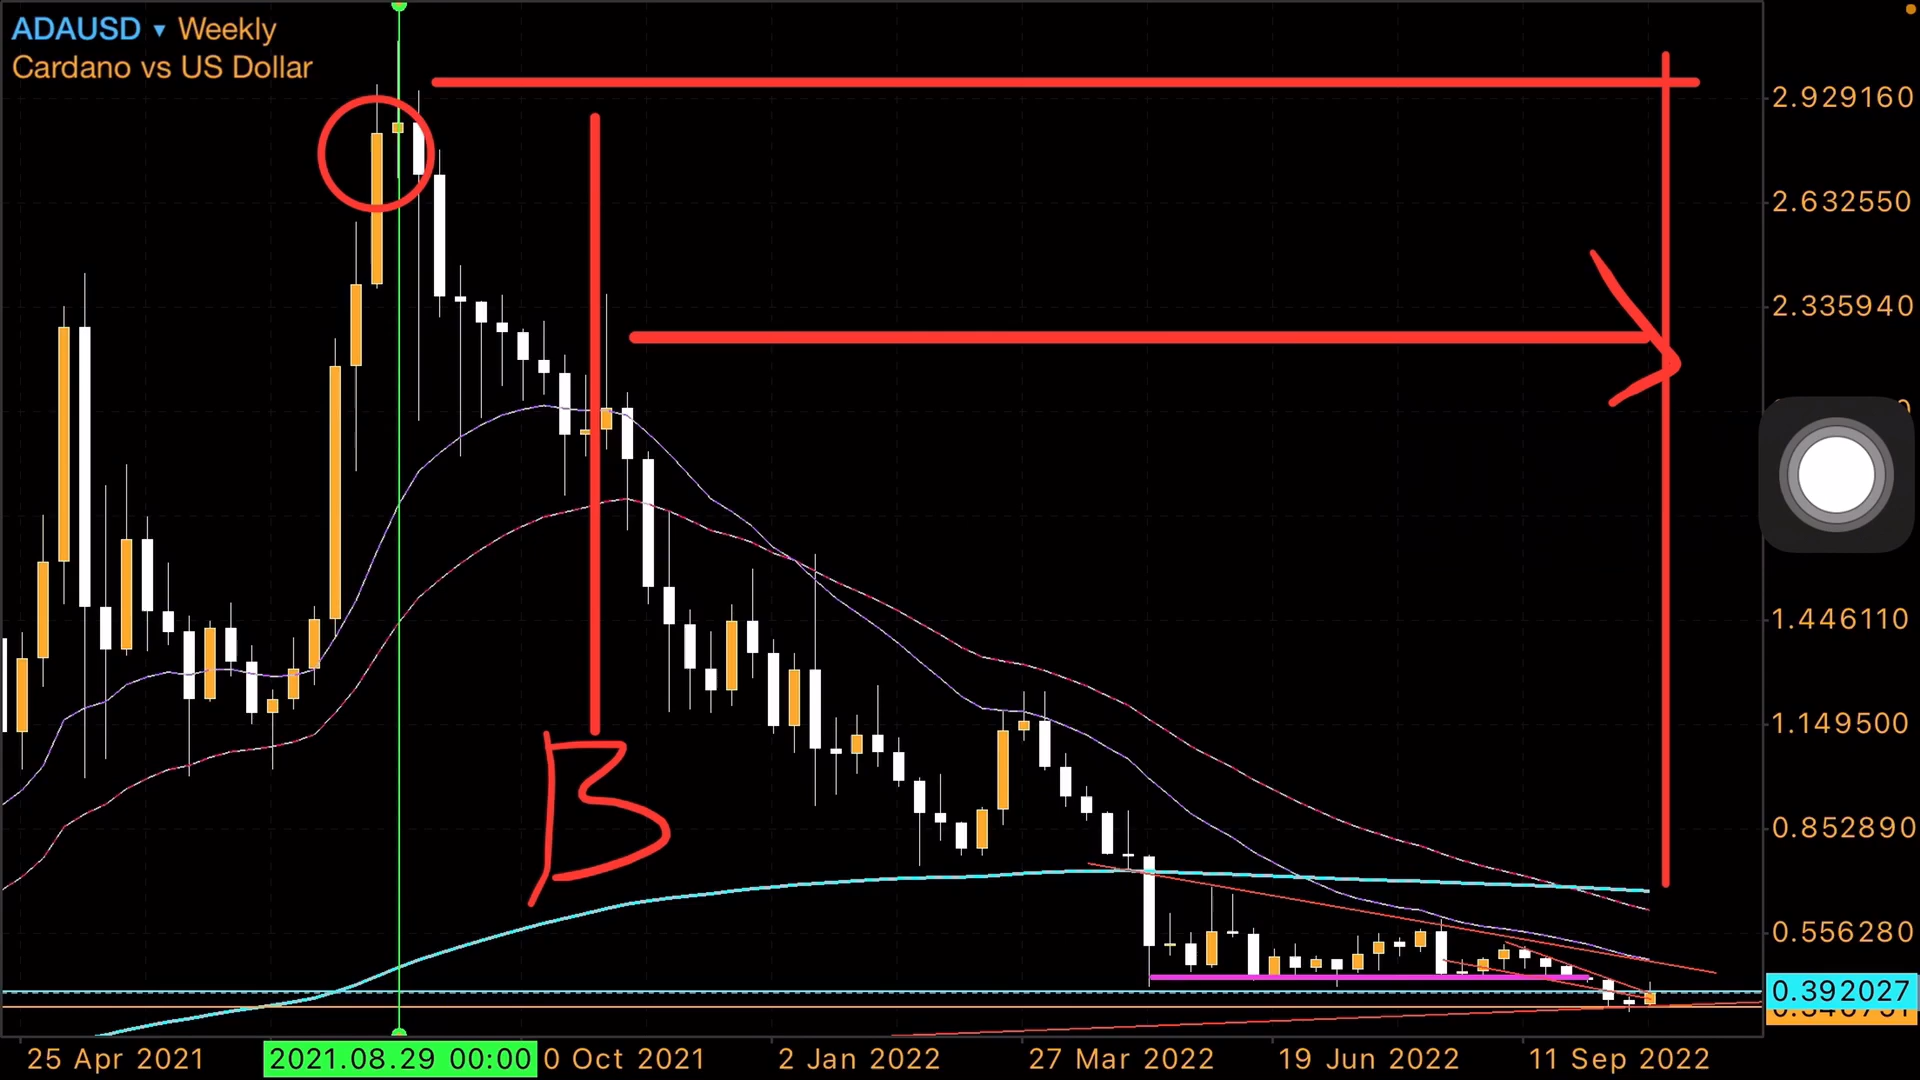 ADAUSD ▾ Weekly
Cardano vs US Dollar
2.929160
2.632550
2.335940
1.446110
1.149500
0.852890
0.556280
0.392027
B
25 Apr 2021
2021.08.29 00:00
0 Oct 2021
2 Jan 2022
27 Mar 2022
19 Jun 2022
11 Sep 2022